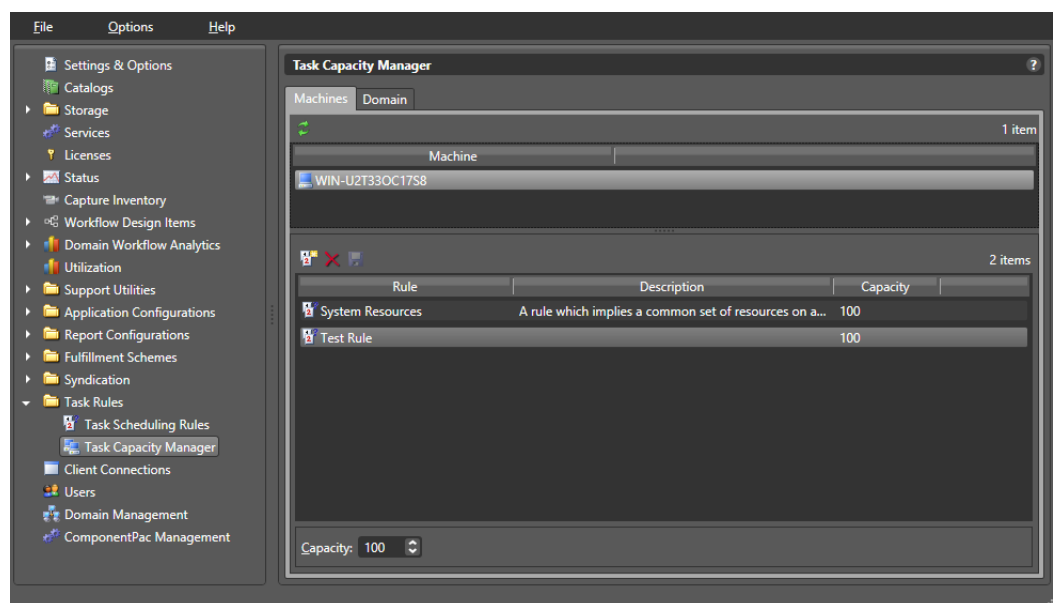 File Options Help
Settings & Options
Catalogs
Storage
Services
Licenses
Status
Capture Inventory
Workflow Design Items
Domain Workflow Analytics
Utilization
Support Utilities
Application Configurations
Report Configurations
Fulfillment Schemes
Syndication
Task Rules
Task Scheduling Rules
Task Capacity Manager
Client Connections
Users
Domain Management
ComponentPac Management
Task Capacity Manager ?
Machines Domain
1 item
Machine
WIN-U2T33OC17S8
2 items
Rule Description Capacity
System Resources A rule which implies a common set of resources on a... 100
Test Rule 100
Capacity: 100